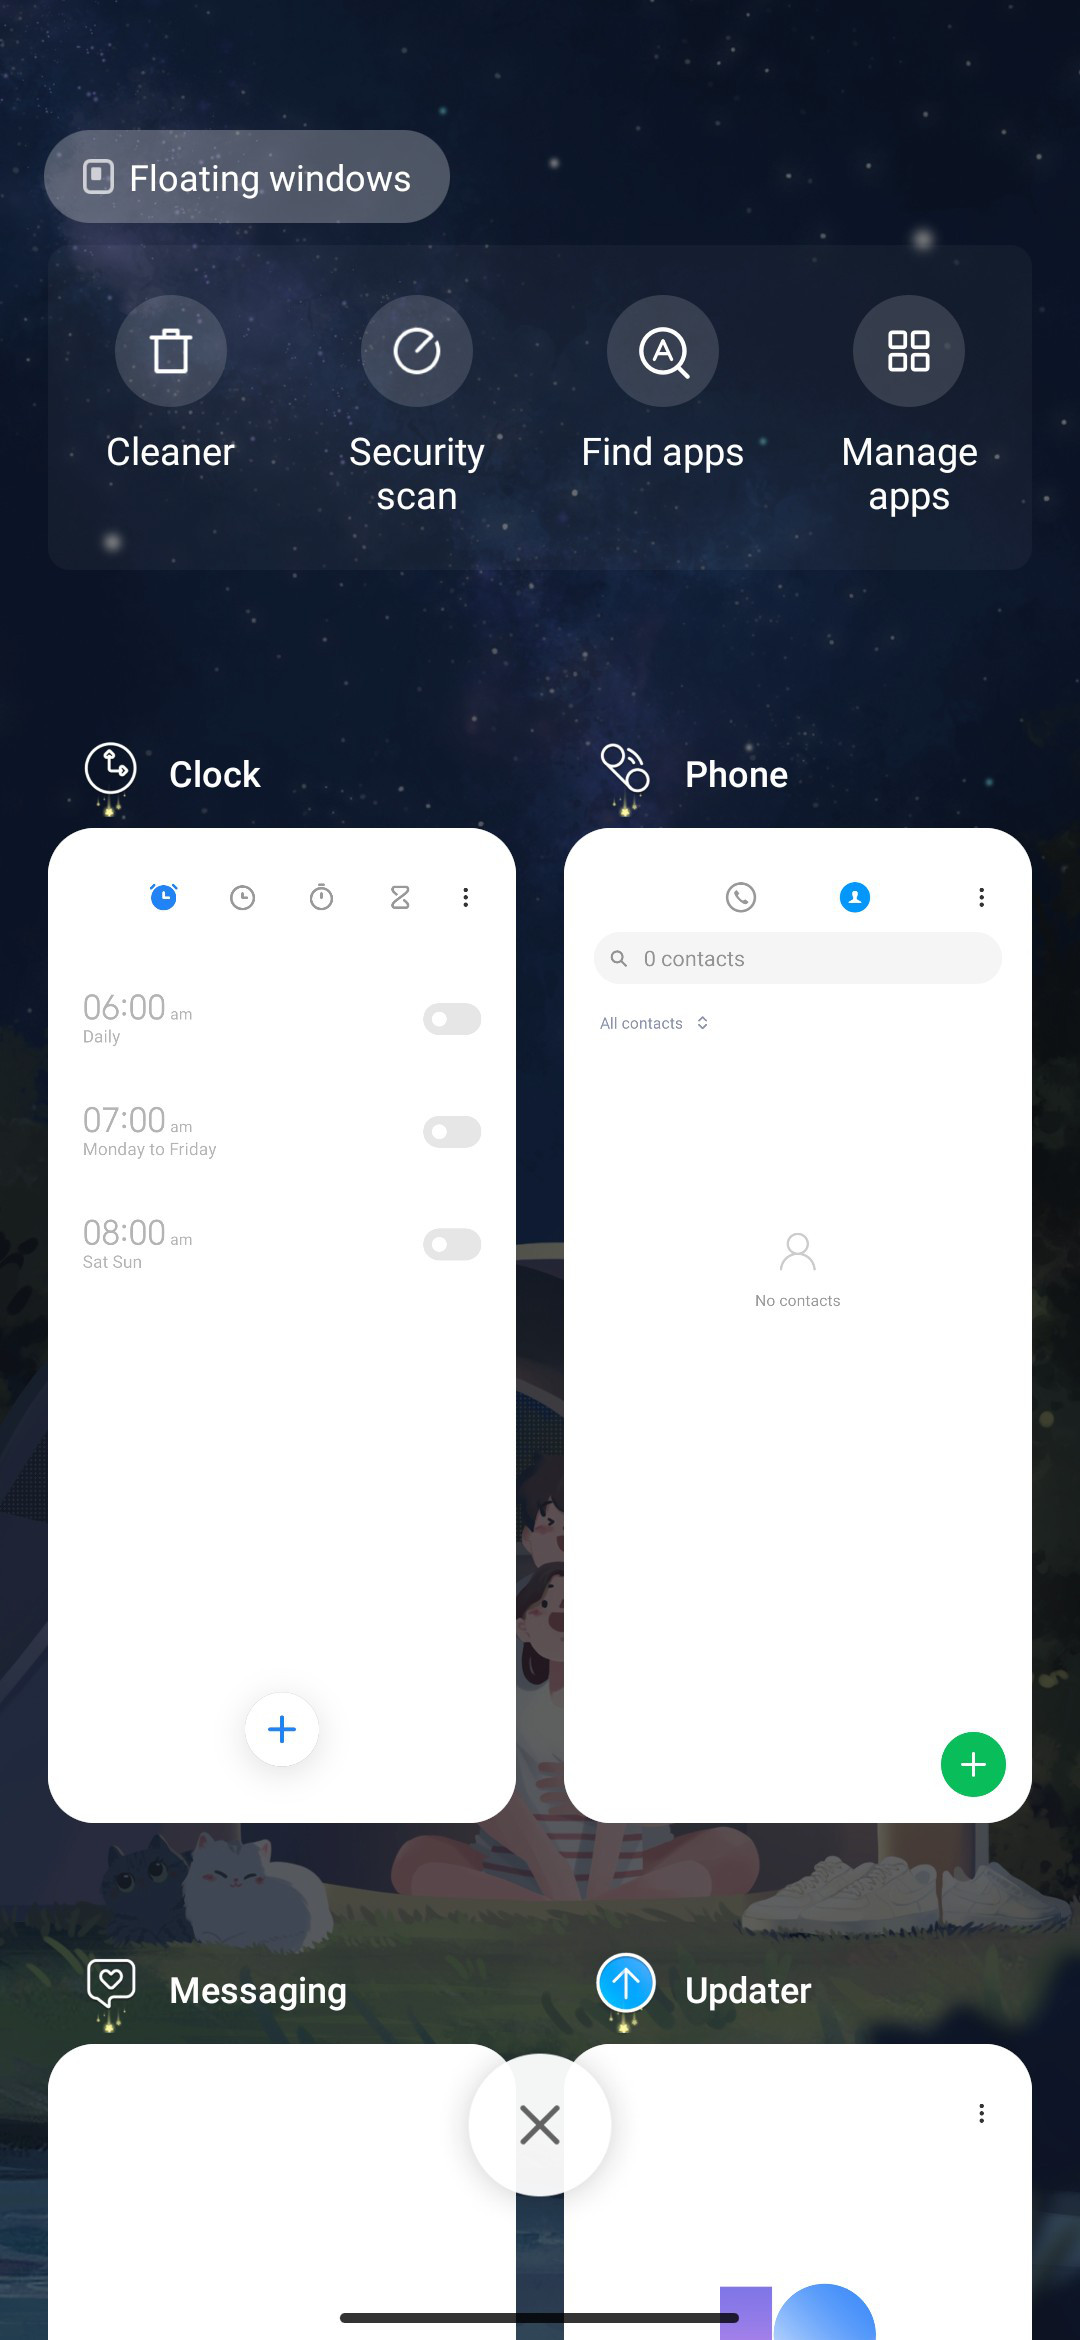 Floating windows
Cleaner
Security
scan
Find apps
Manage
apps
Clock
Phone
06:00 am
Daily
07:00 am
Monday to Friday
08:00 am
Sat Sun
0 contacts
All contacts
No contacts
Messaging
Updater